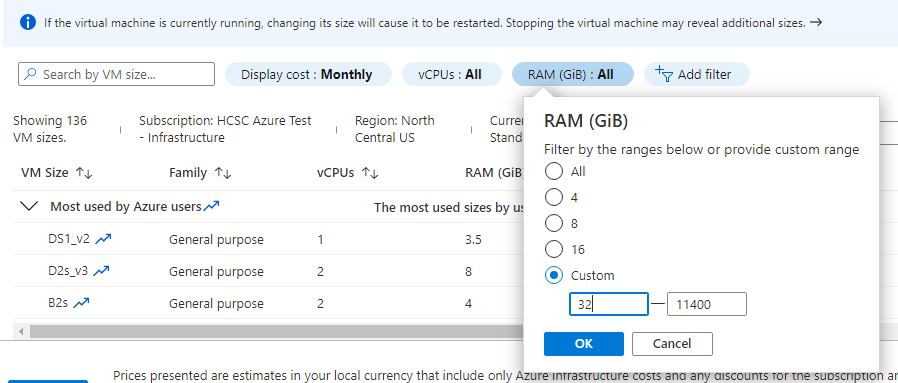 If the virtual machine is currently running, changing its size will cause it to be restarted. Stopping the virtual machine may reveal additional sizes. →
Search by VM size...
Display cost : Monthly
vCPUs : All
RAM (GiB) : All
Add filter
Showing 136
VM sizes.
Subscription: HCSC Azure Test
- Infrastructure
Region: North
Central US
Curren
Stand
VM Size ↑↓
Family ↑↓
vCPUs ↑↓
RAM (GiB)
Most used by Azure users
The most used sizes by us
DS1_v2
General purpose
1
3.5
D2s_v3
General purpose
2
8
B2s
General purpose
2
4
RAM (GiB)
Filter by the ranges below or provide custom range
All
4
8
16
Custom
32 — 11400
OK
Cancel
Prices presented are estimates in your local currency that include only Azure infrastructure costs and any discounts for the subscription an